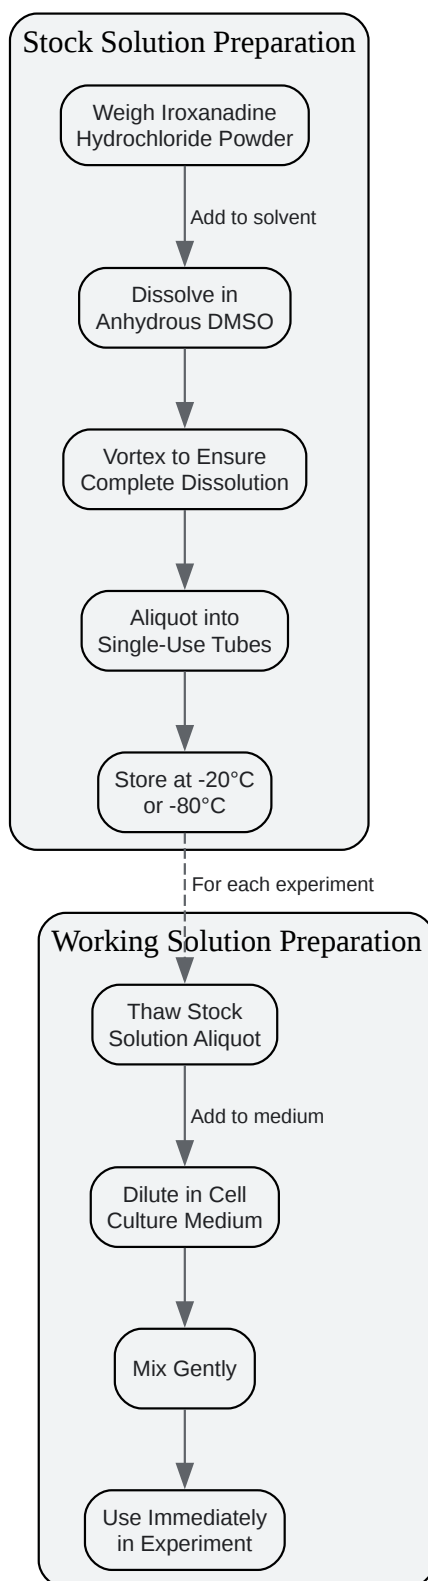 Stock Solution Preparation
Weigh Iroxanadine
Hydrochloride Powder
Add to solvent
Dissolve in
Anhydrous DMSO
Vortex to Ensure
Complete Dissolution
Aliquot into
Single-Use Tubes
Store at -20°C
or -80°C
For each experiment
Working Solution Preparation
Thaw Stock
Solution Aliquot
Add to medium
Dilute in Cell
Culture Medium
Mix Gently
Use Immediately
in Experiment